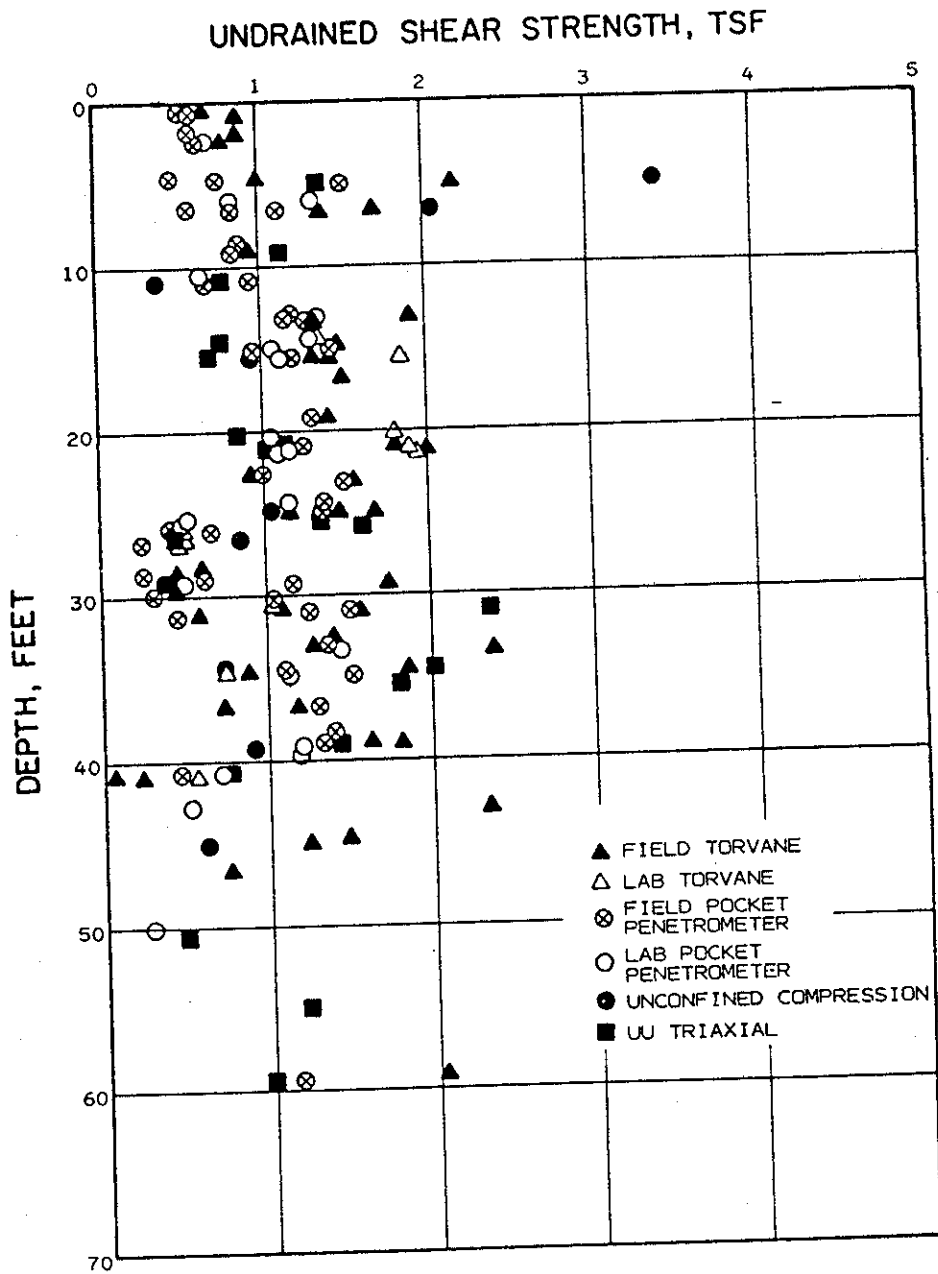 UNDRAINED SHEAR STRENGTH, TSF
0 1 2 3 4 5
0
10
20
30
40
50
60
70
DEPTH, FEET
FIELD TORVANE
LAB TORVANE
FIELD POCKET
PENETROMETER
LAB POCKET
PENETROMETER
UNCONFINED COMPRESSION
UU TRIAXIAL